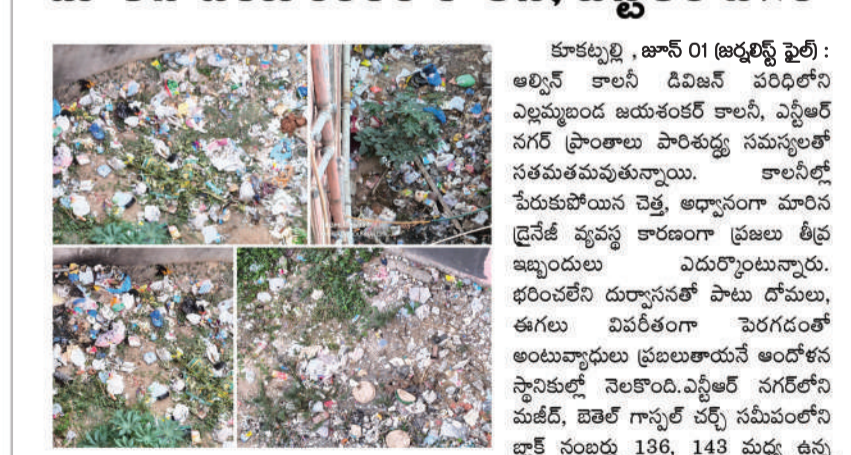 కూకట్పల్లి , జూన్ 01 (జర్నలిస్ట్ ఫైల్) :
ఆల్విన్ కాలనీ డివిజన్ పరిధిలోని
ఎల్లమ్మబండ జయశంకర్ కాలనీ, ఎన్టీఆర్
నగర్ ప్రాంతాలు పారిశుద్ధ్య సమస్యలతో
సతమతమవుతున్నాయి. కాలనీల్లో
పేరుకుపోయిన చెత్త, అధ్వానంగా మారిన
డ్రైనేజీ వ్యవస్థ కారణంగా ప్రజలు తీవ్ర
ఇబ్బందులు ఎదుర్కొంటున్నారు.
భరించలేని దుర్వాసనతో పాటు దోమలు,
ఈగలు విపరీతంగా పెరగడంతో
అంటువ్యాధులు ప్రబలుతాయనే ఆందోళన
స్థానికుల్లో నెలకొంది.ఎన్టీఆర్ నగర్‌లోని
మజీద్, బెతెల్ గాస్పల్ చర్చ్ సమీపంలోని
బ్లాక్ నంబరు 136, 143 మధ్య ఉన్న